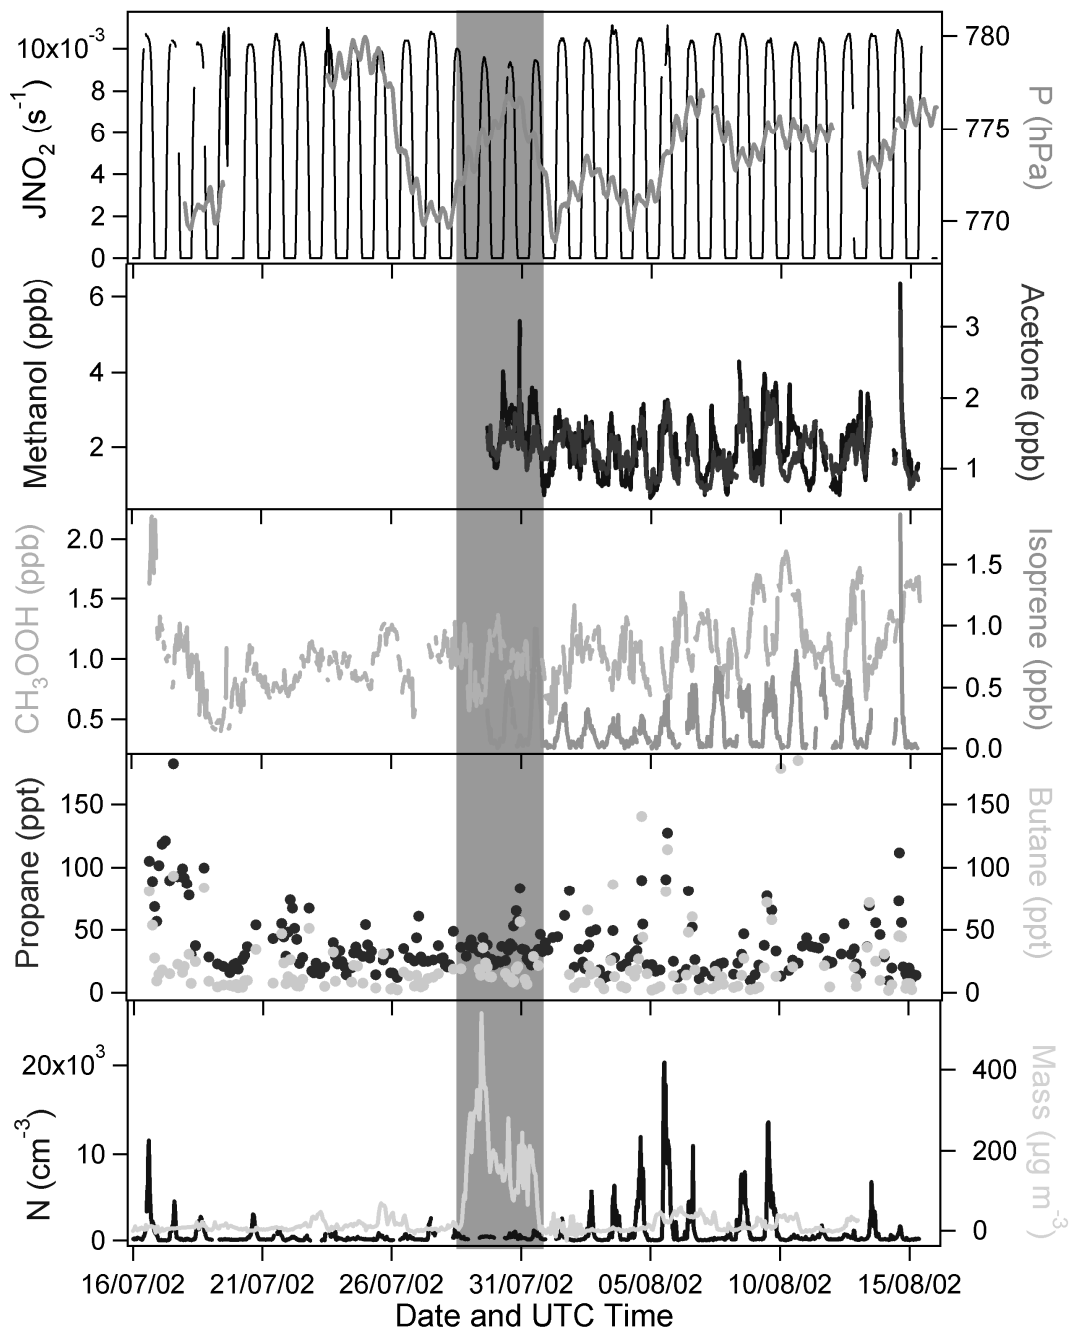 10x10-3
8
6
4
2
0
JNO2 (s-1)
780
775
770
P (hPa)
6
4
2
Methanol (ppb)
3
2
1
Acetone (ppb)
2.0
1.5
1.0
0.5
CH3OOH (ppb)
1.5
1.0
0.5
0.0
Isoprene (ppb)
150
100
50
0
Propane (ppt)
150
100
50
0
Butane (ppt)
20x103
10
0
N (cm-3)
400
200
0
Mass (µg m-3)
16/07/02 21/07/02 26/07/02 31/07/02 05/08/02 10/08/02 15/08/02
Date and UTC Time